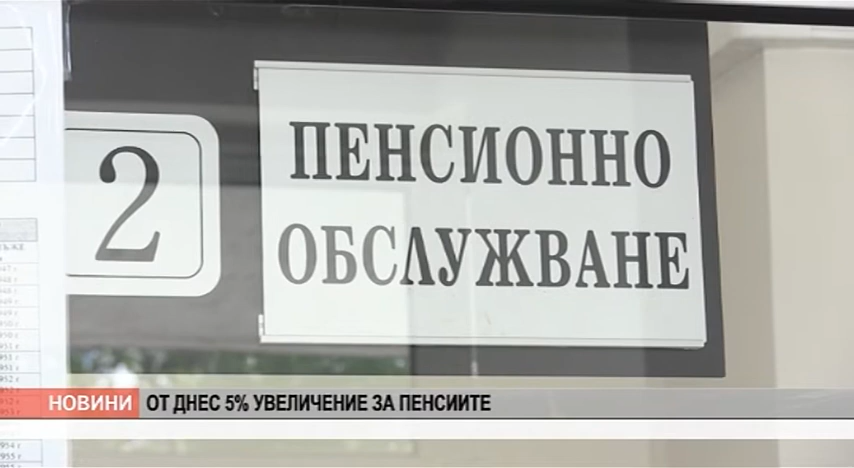 2
ПЕНСИОННО
ОБСЛУЖВАНЕ
НОВИНИ
ОТ ДНЕС 5% УВЕЛИЧЕНИЕ ЗА ПЕНСИИТЕ